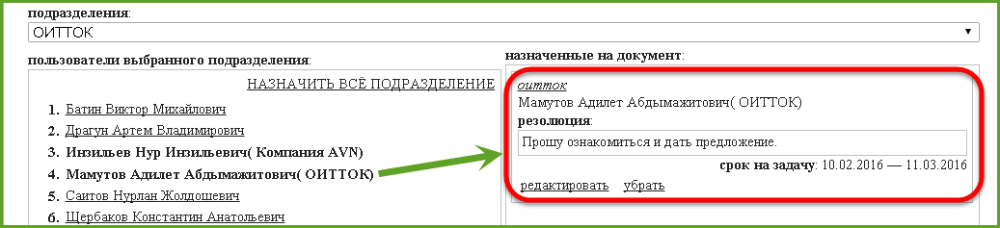 подразделения:
ОИТТОК
пользователи выбранного подразделения:
НАЗНАЧИТЬ ВСЁ ПОДРАЗДЕЛЕНИЕ
1. Батин Виктор Михайлович
2. Драгун Артем Владимирович
3. Инзильев Нур Инзильевич( Компания AVN)
4. Мамутов Адилет Абдымажитович( ОИТТОК)
5. Саитов Нурлан Жолдошевич
6. Щербаков Константин Анатольевич
назначенные на документ:
оитток
Мамутов Адилет Абдымажитович( ОИТТОК)
резолюция:
Прошу ознакомиться и дать предложение.
срок на задачу: 10.02.2016 — 11.03.2016
редактировать убрать